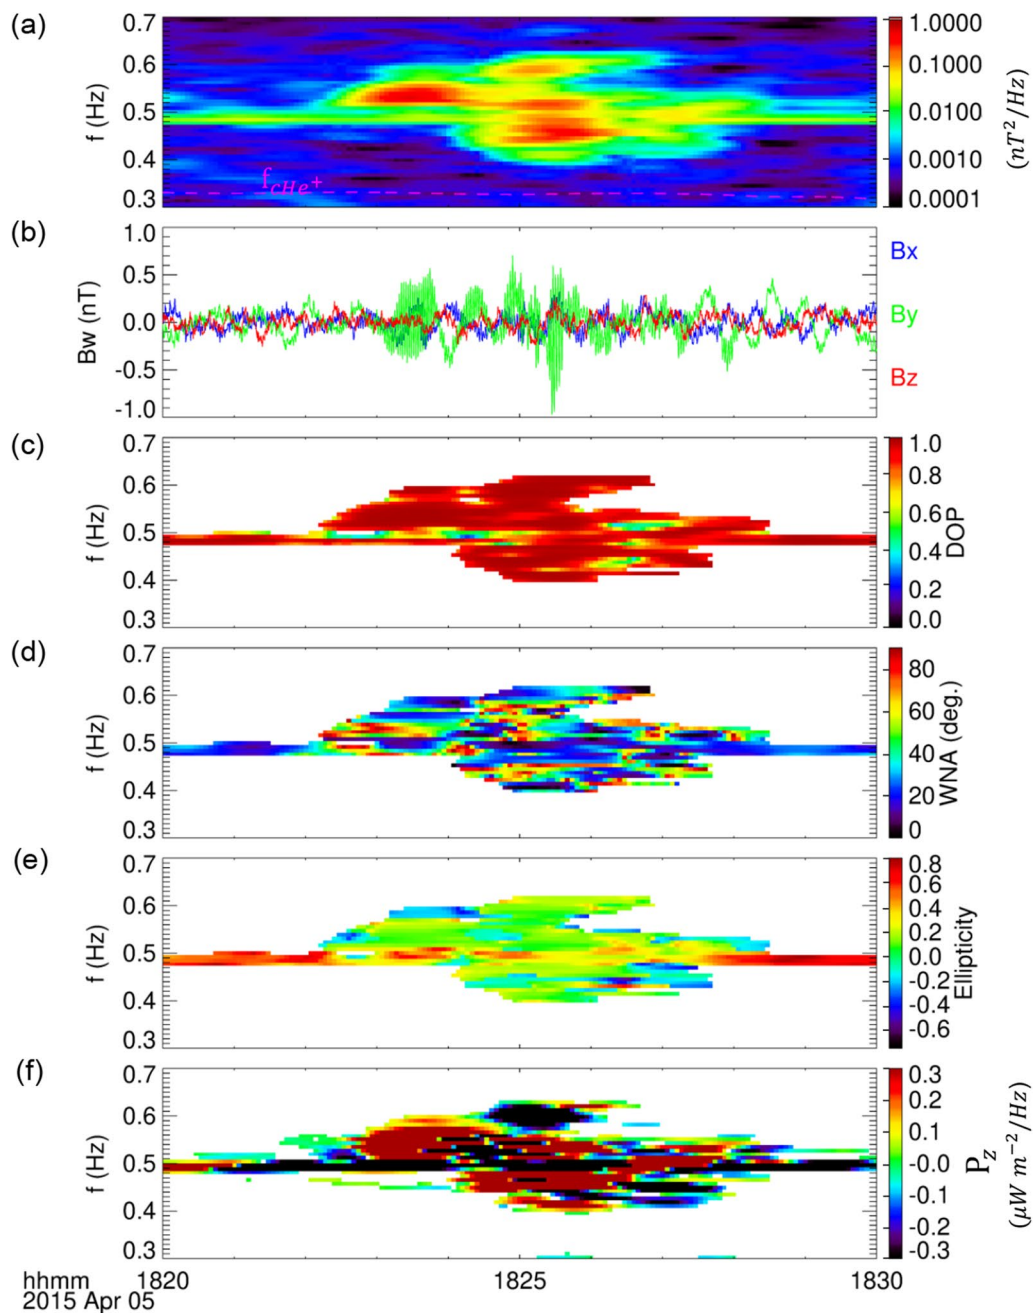 (a)
0.7
0.6
0.5
0.4
0.3
f (Hz)
f_{cHe^+}
1.0000
0.1000
0.0100
0.0010
0.0001
(nT^2/Hz)
(b)
1.0
0.5
0.0
-0.5
-1.0
Bw (nT)
Bx
By
Bz
(c)
0.7
0.6
0.5
0.4
0.3
f (Hz)
1.0
0.8
0.6
0.4
0.2
0.0
DOP
(d)
0.7
0.6
0.5
0.4
0.3
f (Hz)
80
60
40
20
0
WNA (deg.)
(e)
0.7
0.6
0.5
0.4
0.3
f (Hz)
0.8
0.6
0.4
0.2
0.0
-0.2
-0.4
-0.6
Ellipticity
(f)
0.7
0.6
0.5
0.4
0.3
f (Hz)
0.3
0.2
0.1
-0.0
-0.1
-0.2
-0.3
P_z
(μW m^{-2}/Hz)
1820
1825
1830
hhmm
2015 Apr 05